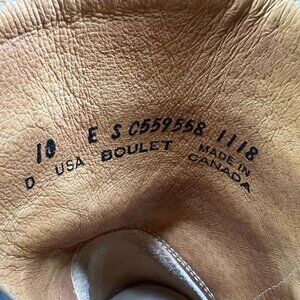 10 E S C559558 1118
D USA BOULET MADE IN
CANADA